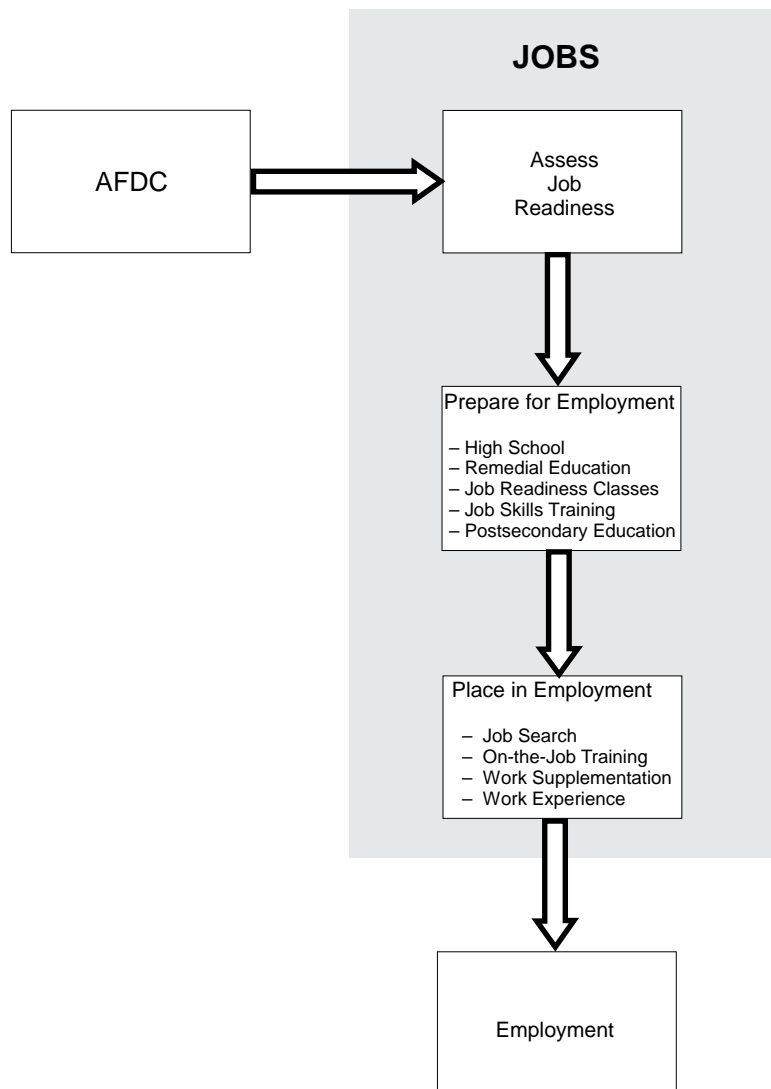 JOBS
AFDC
Assess
Job
Readiness
Prepare for Employment
– High School
– Remedial Education
– Job Readiness Classes
– Job Skills Training
– Postsecondary Education
Place in Employment
– Job Search
– On-the-Job Training
– Work Supplementation
– Work Experience
Employment